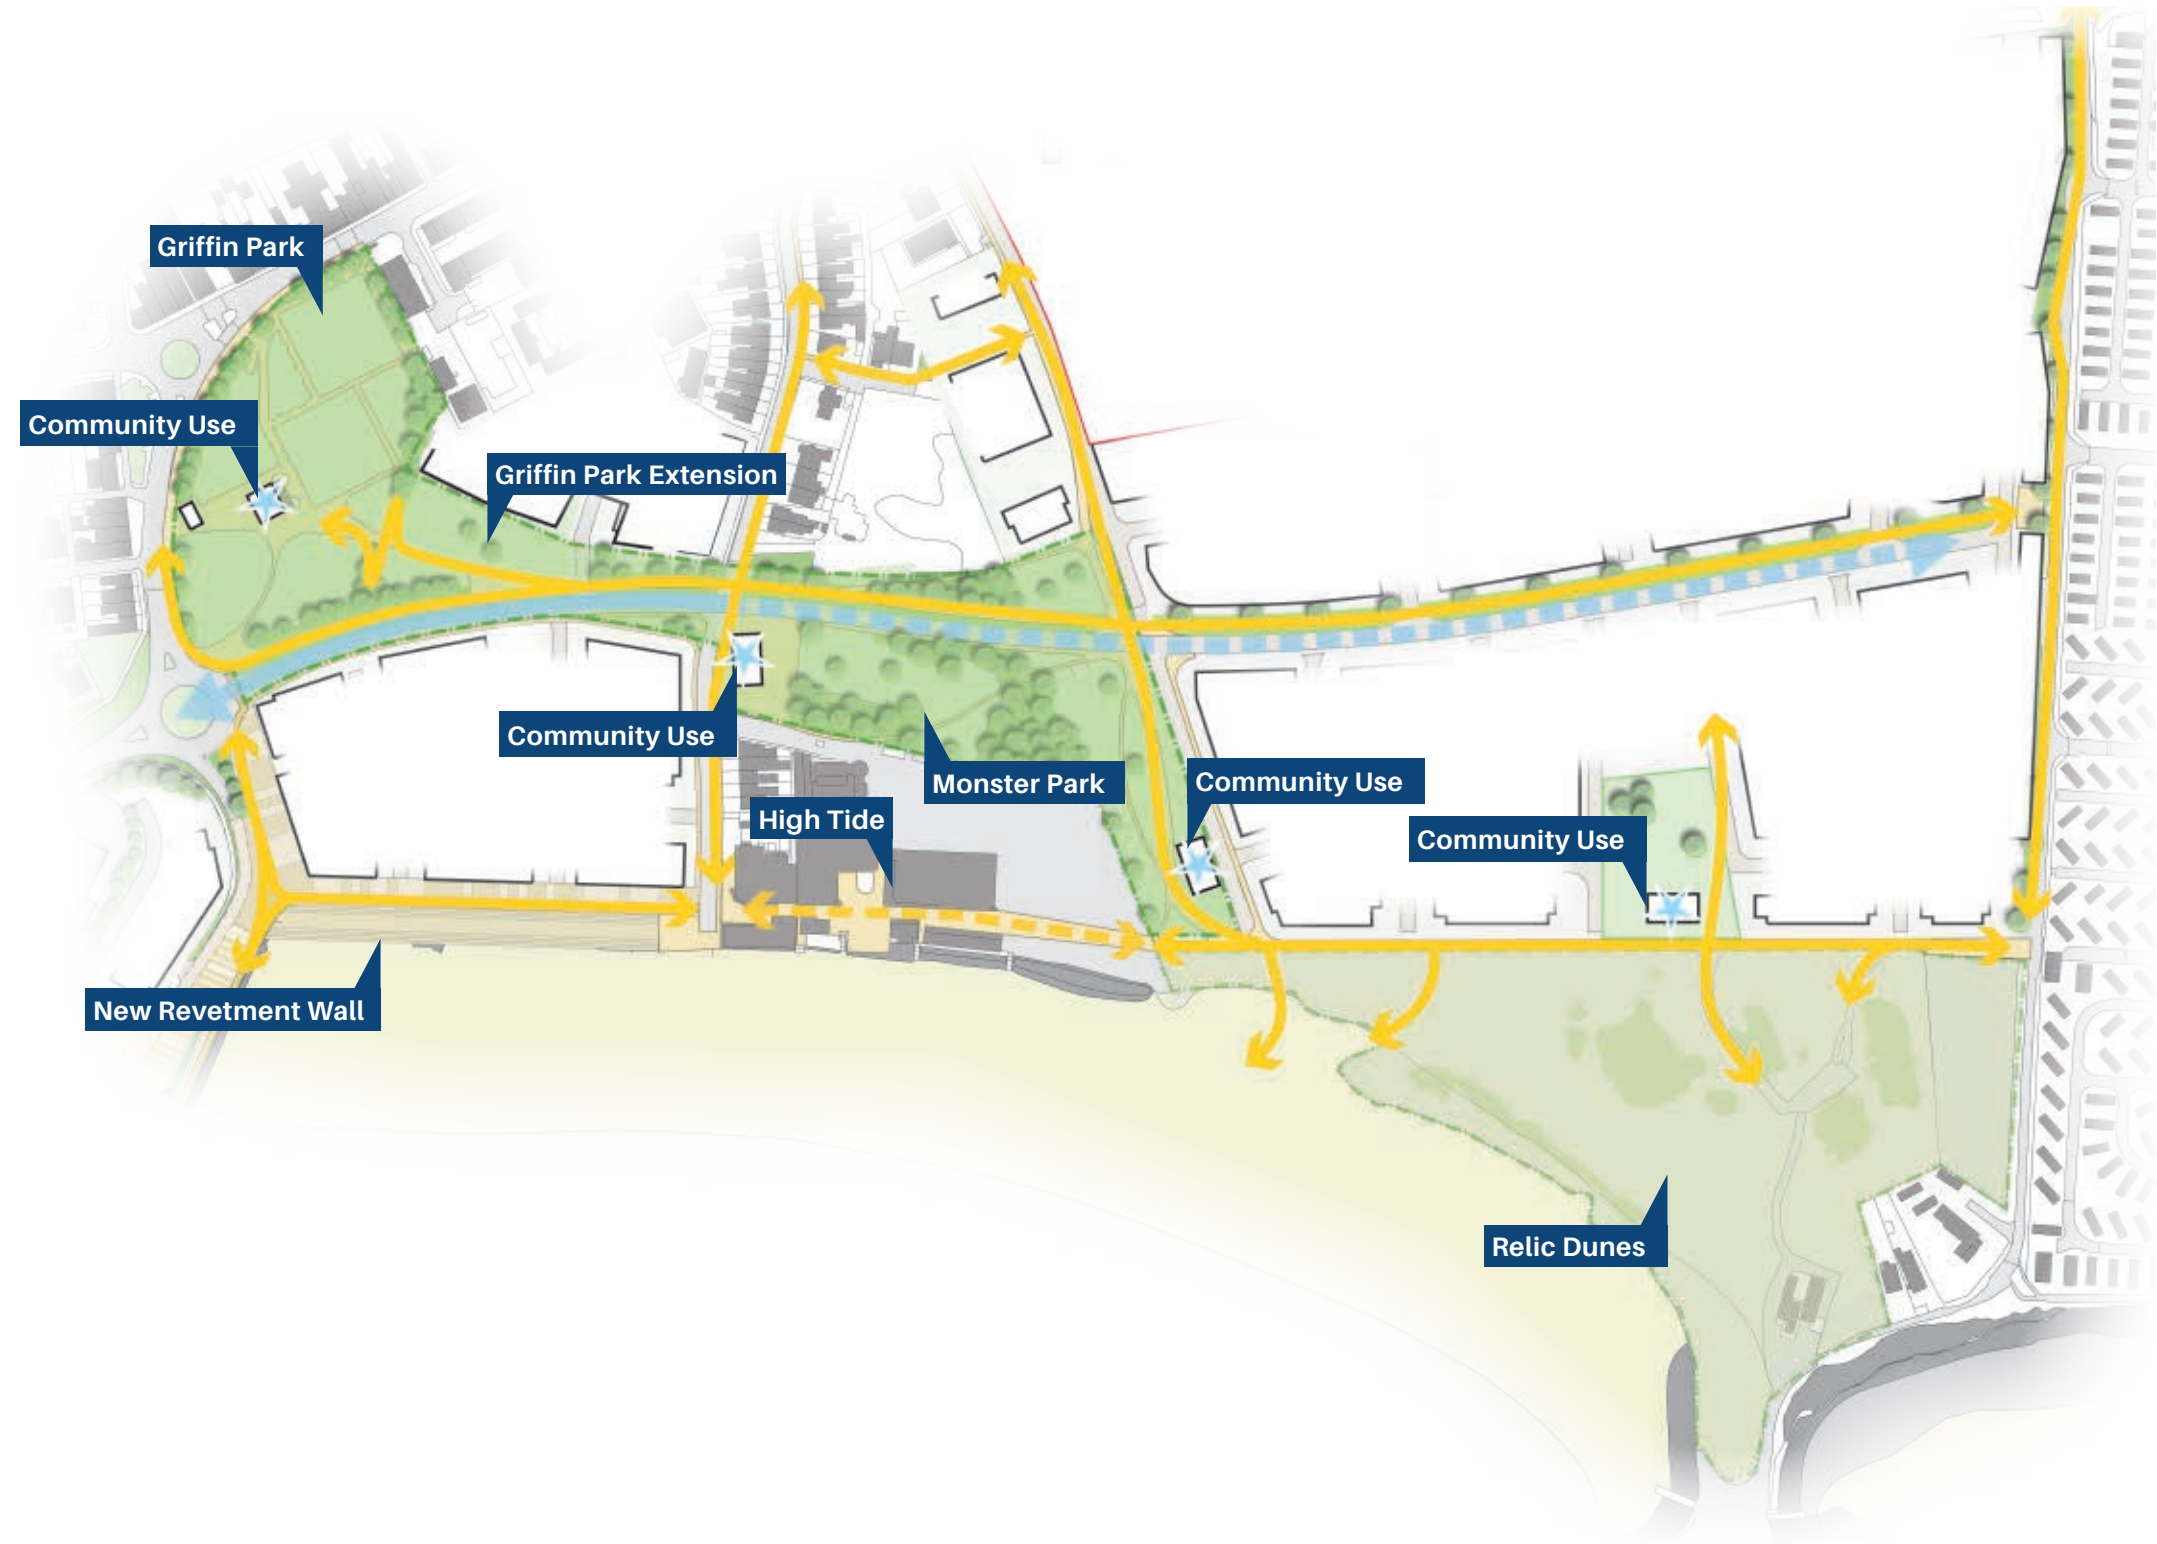 Griffin Park
Community Use
Griffin Park Extension
Community Use
Monster Park
Community Use
High Tide
Community Use
New Revetment Wall
Relic Dunes